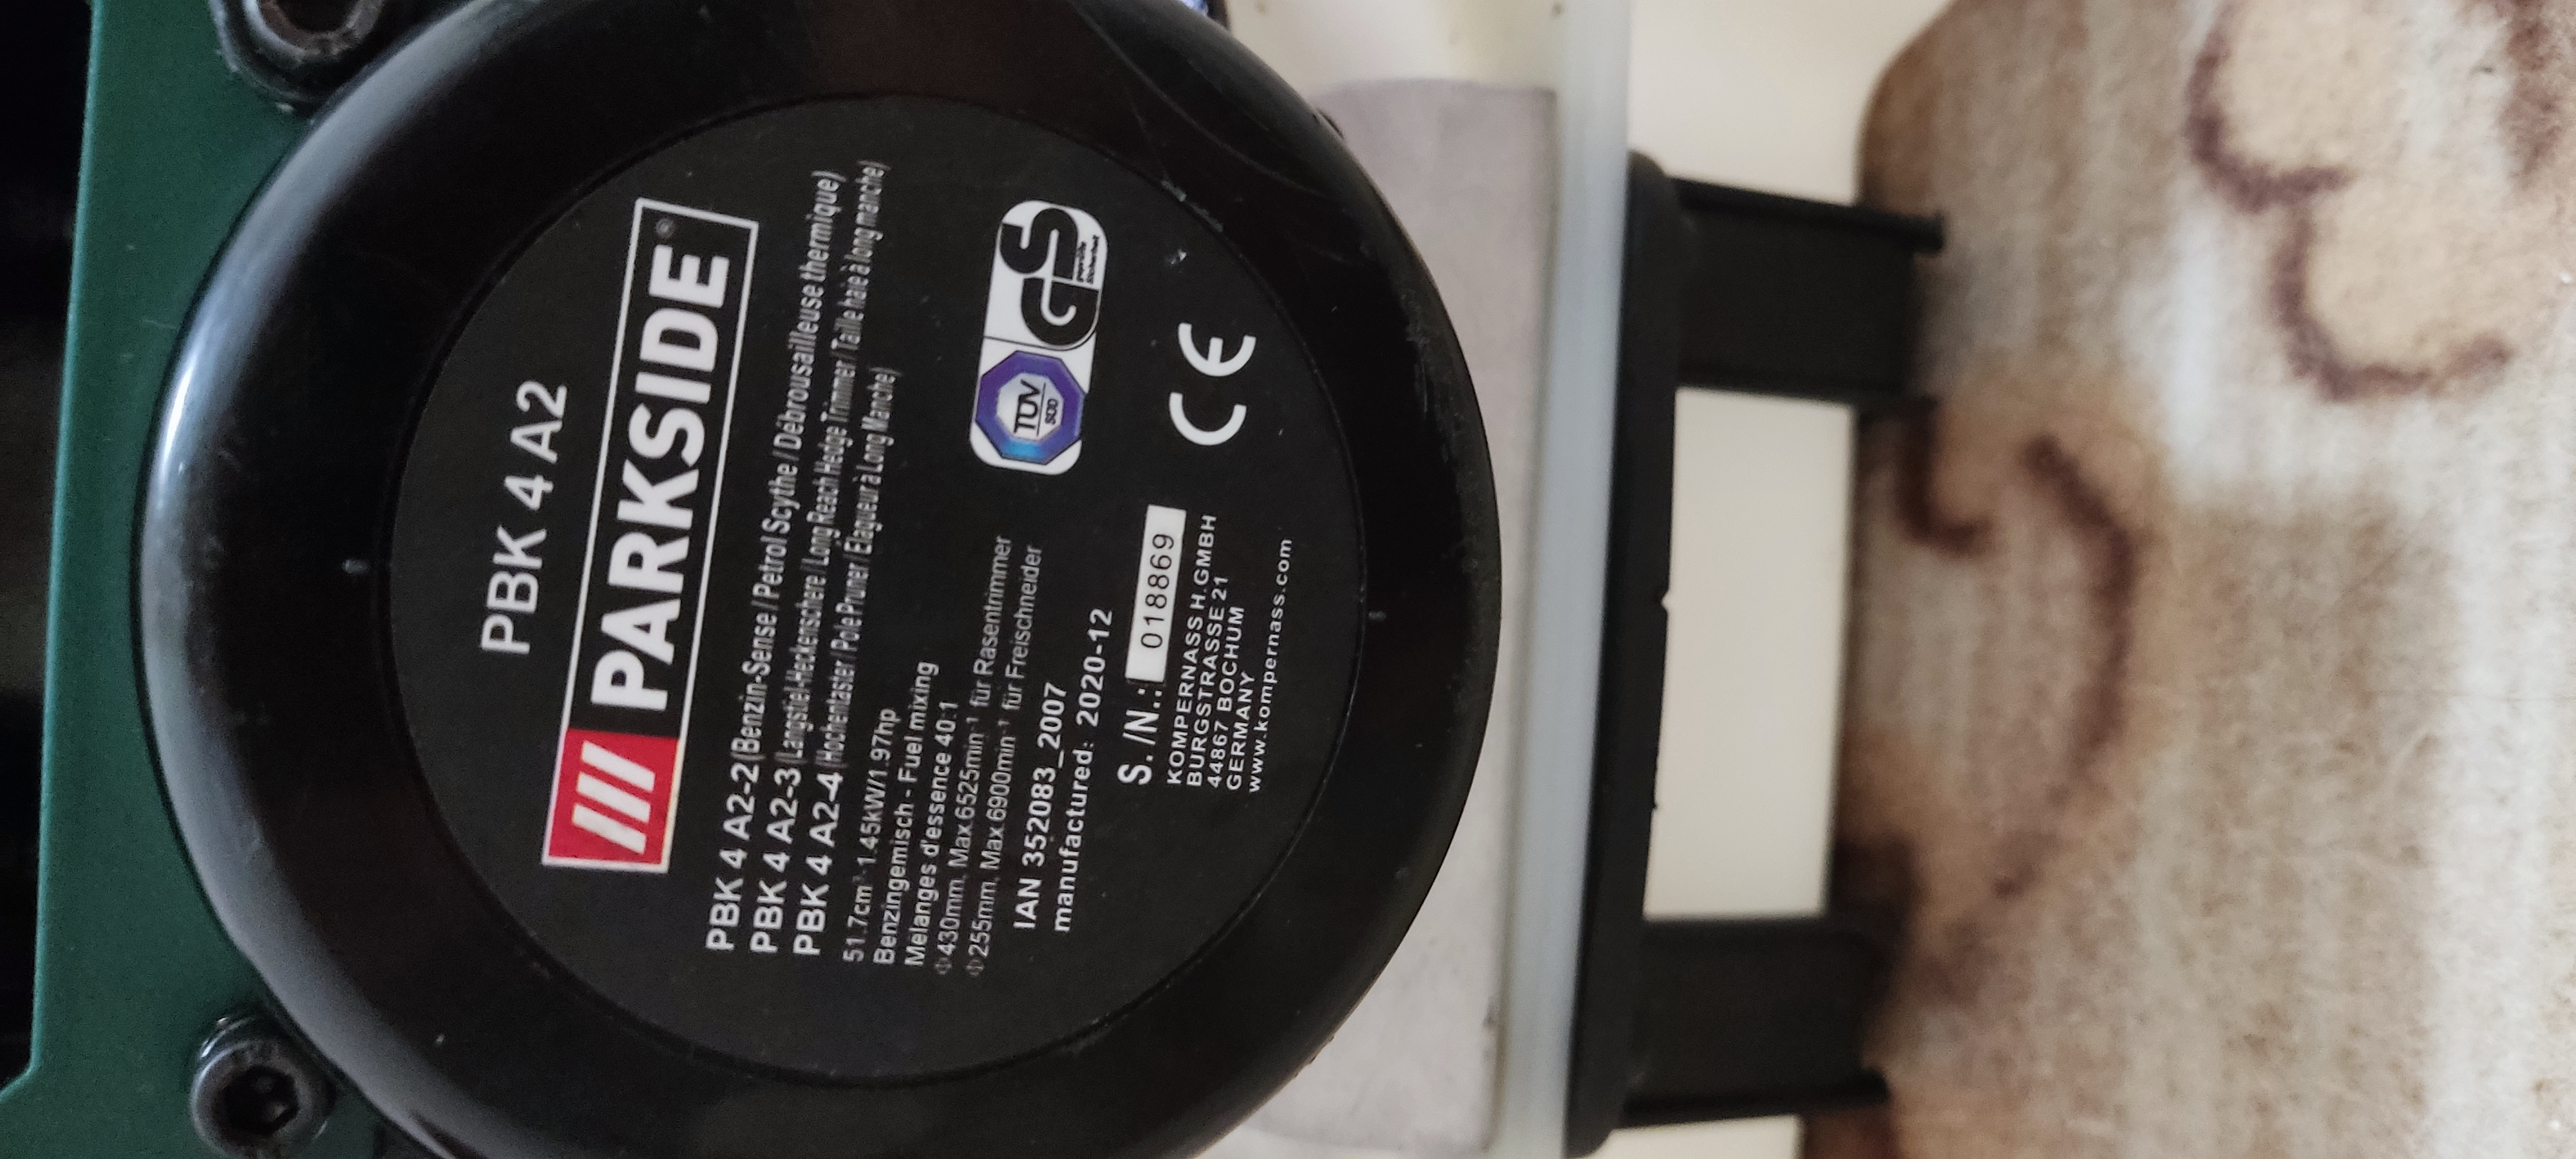 PBK 4 A2
PARKSIDE®
PBK 4 A2-2 (Benzin-Sense / Petrol Scythe / Débrousailleuse thermique)
PBK 4 A2-3 (Langstiel-Heckenschere / Long Reach Hedge Trimmer / Taille haie à long manche)
PBK 4 A2-4 (Hochentaster / Pole Pruner / Élagueur à Long Manche)
51.7cm³·1.45kW/1.97hp
Benzingemisch - Fuel mixing
Melanges d'essence 40:1
Φ430mm, Max.6525min⁻¹ für Rasentrimmer
Φ255mm, Max.6900min⁻¹ für Freischneider
IAN 352083_2007
manufactured: 2020-12
TÜV
SÜD
GS
geprüfte
Sicherheit
S./N.: 018869
CE
KOMPERNASS H.GMBH
BURGSTRASSE 21
44867 BOCHUM
GERMANY
www.kompernass.com